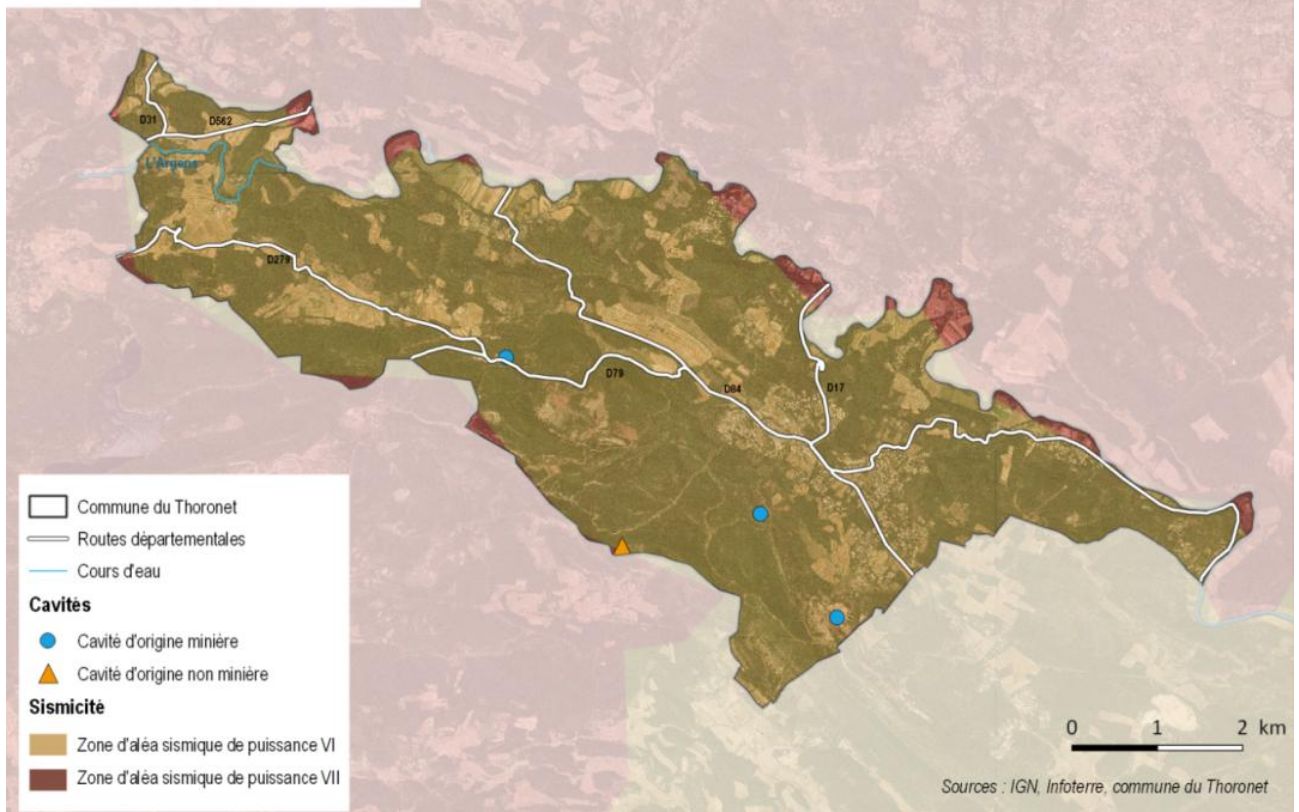 D31
D562
L'Argens
D279
D79
D84
D17
Commune du Thoronet
Routes départementales
Cours d'eau
Cavités
Cavité d'origine minière
Cavité d'origine non minière
Sismicité
Zone d'aléa sismique de puissance VI
Zone d'aléa sismique de puissance VII
0 1 2 km
Sources : IGN, Infoterre, commune du Thoronet